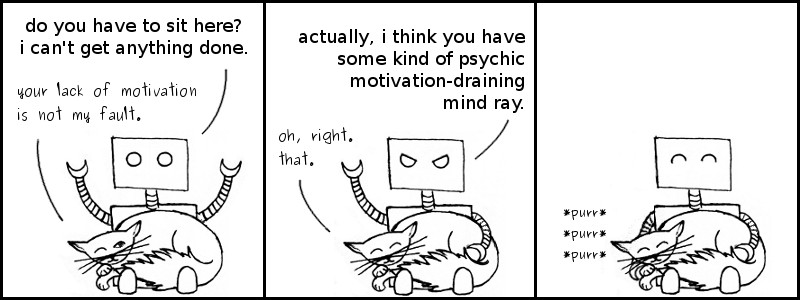 do you have to sit here?
i can't get anything done.
your lack of motivation
is not my fault.
actually, i think you have
some kind of psychic
motivation-draining
mind ray.
oh, right.
that.
*purr*
*purr*
*purr*